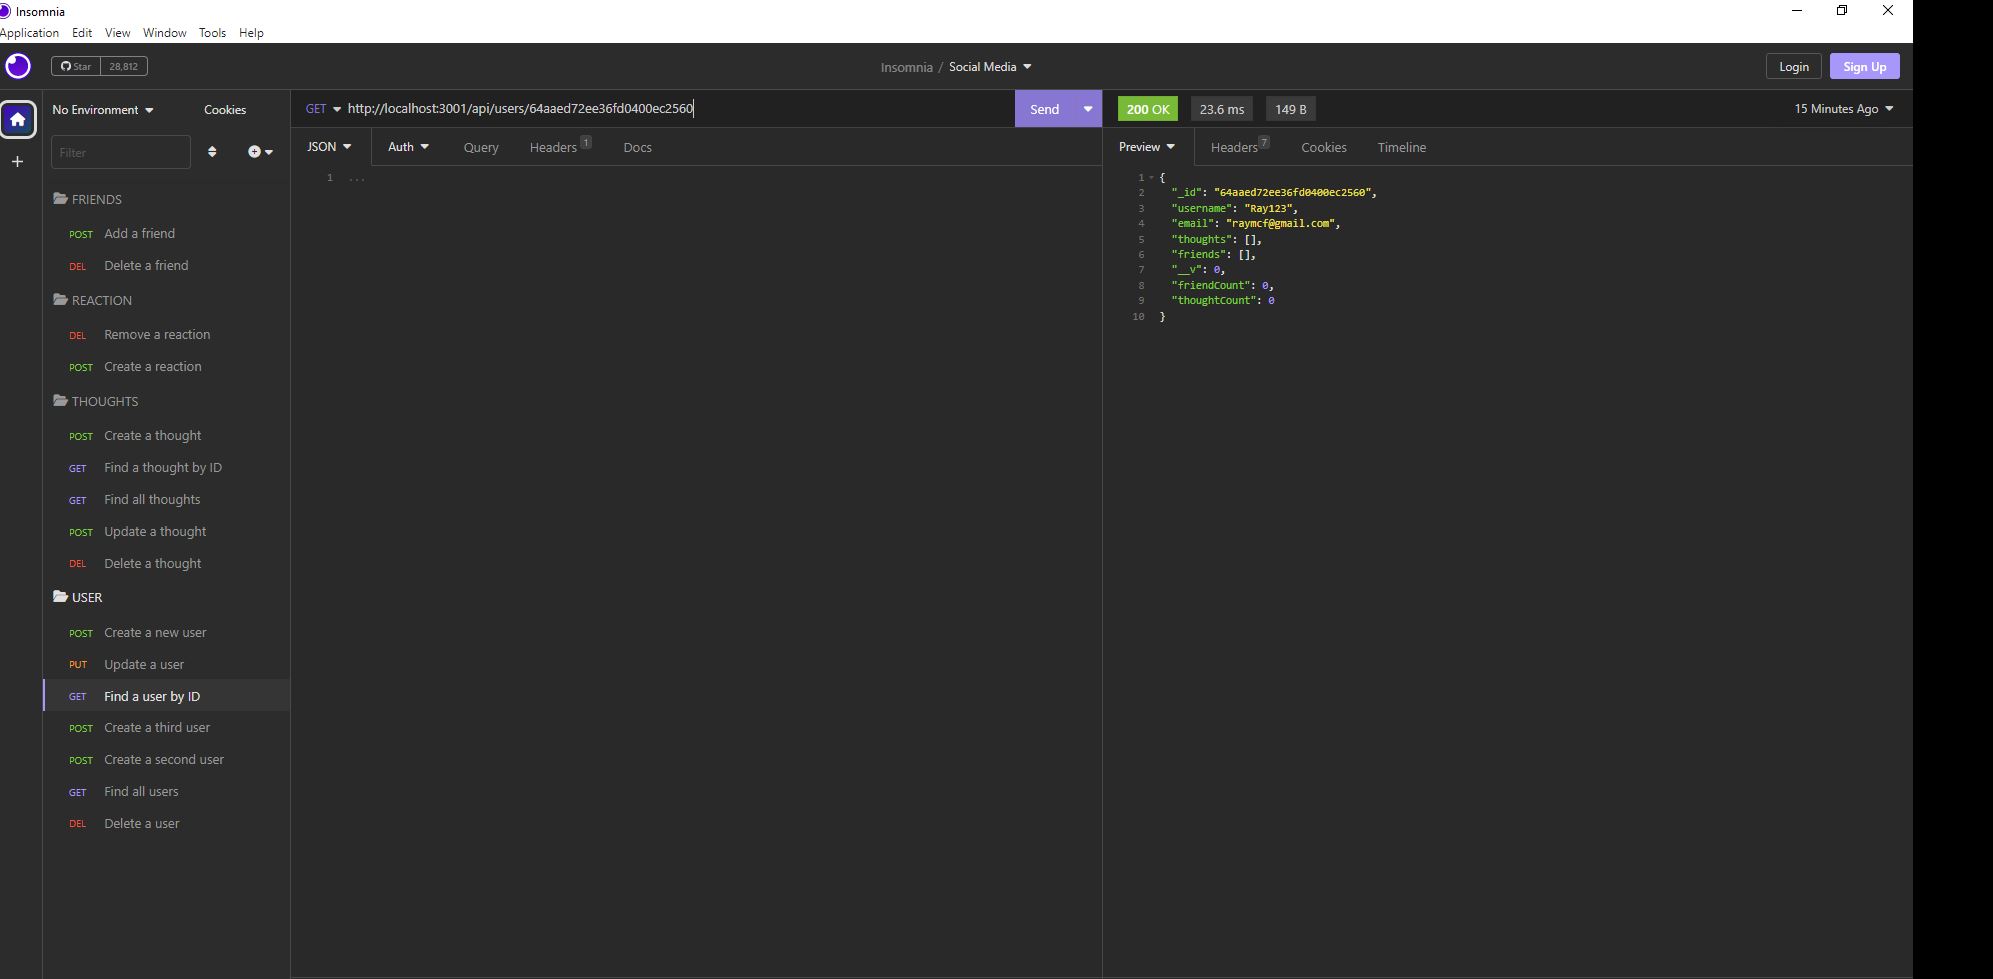 Insomnia
Application Edit View Window Tools Help
Star 28,812
Insomnia / Social Media
Login Sign Up
No Environment Cookies
GET http://localhost:3001/api/users/64aaed72ee36fd0400ec2560 Send
200 OK 23.6 ms 149 B 15 Minutes Ago
Filter
JSON Auth Query Headers 1 Docs
Preview Headers 7 Cookies Timeline
1 ...
FRIENDS
POST Add a friend
DEL Delete a friend
REACTION
DEL Remove a reaction
POST Create a reaction
THOUGHTS
POST Create a thought
GET Find a thought by ID
GET Find all thoughts
POST Update a thought
DEL Delete a thought
USER
POST Create a new user
PUT Update a user
GET Find a user by ID
POST Create a third user
POST Create a second user
GET Find all users
DEL Delete a user
1 {
2 "_id": "64aaed72ee36fd0400ec2560",
3 "username": "Ray123",
4 "email": "raymcf@gmail.com",
5 "thoughts": [],
6 "friends": [],
7 "__v": 0,
8 "friendCount": 0,
9 "thoughtCount": 0
10 }